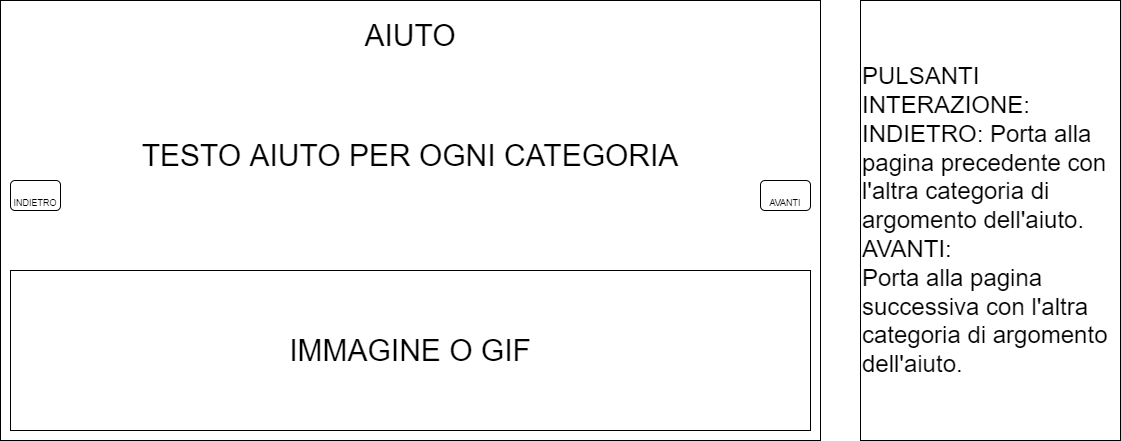 AIUTO
TESTO AIUTO PER OGNI CATEGORIA
INDIETRO
AVANTI
IMMAGINE O GIF
PULSANTI
INTERAZIONE:
INDIETRO: Porta alla
pagina precedente con
l'altra categoria di
argomento dell'aiuto.
AVANTI:
Porta alla pagina
successiva con l'altra
categoria di argomento
dell'aiuto.